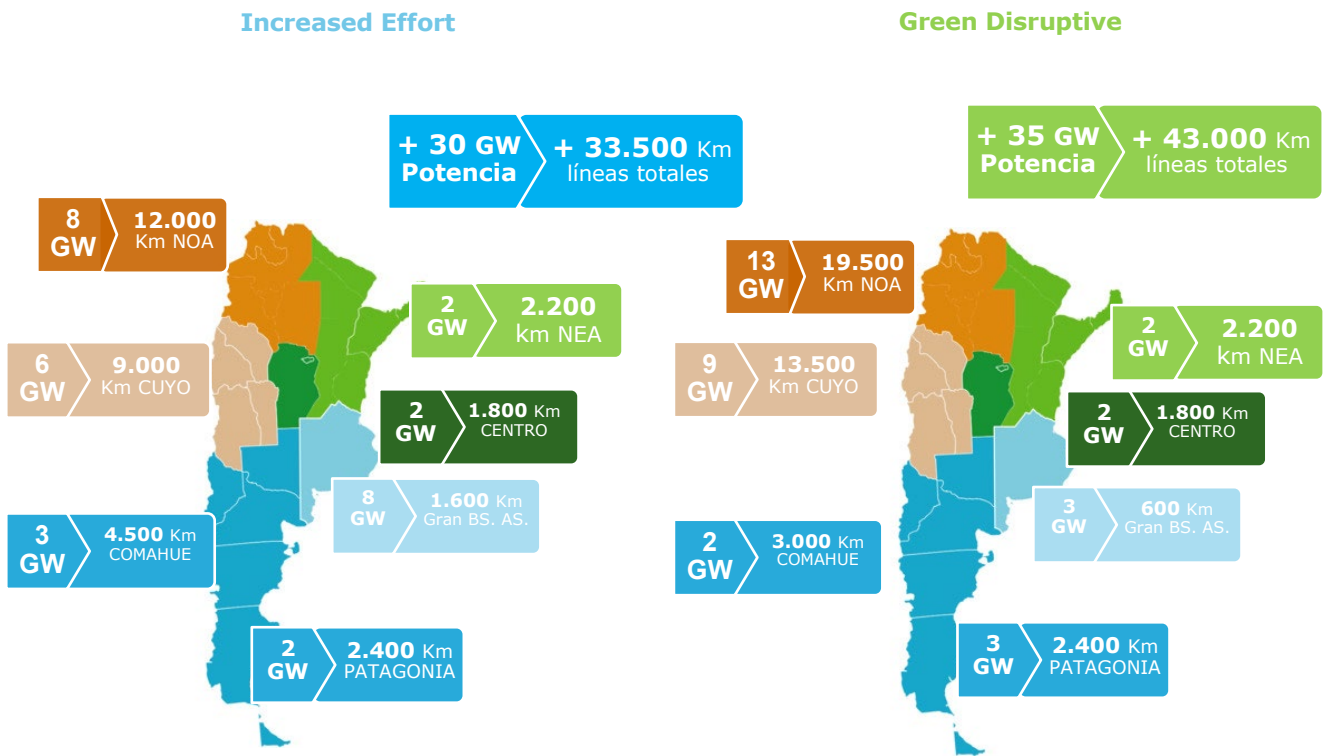 Increased Effort
+ 30 GW
Potencia
+ 33.500 Km
líneas totales
8
GW
12.000
Km NOA
2
GW
2.200
km NEA
6
GW
9.000
Km CUYO
2
GW
1.800 Km
CENTRO
8
GW
1.600 Km
Gran BS. AS.
3
GW
4.500 Km
COMAHUE
2
GW
2.400 Km
PATAGONIA
Green Disruptive
+ 35 GW
Potencia
+ 43.000 Km
líneas totales
13
GW
19.500
Km NOA
2
GW
2.200
km NEA
9
GW
13.500
Km CUYO
2
GW
1.800 Km
CENTRO
3
GW
600 Km
Gran BS. AS.
2
GW
3.000 Km
COMAHUE
3
GW
2.400 Km
PATAGONIA